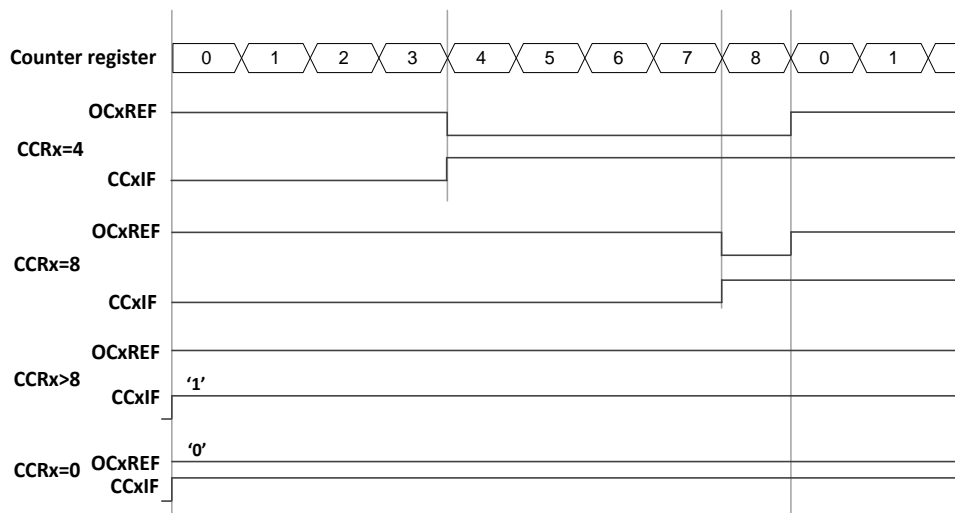 Counter register 0 1 2 3 4 5 6 7 8 0 1
OCxREF
CCRx=4
CCxIF
OCxREF
CCRx=8
CCxIF
OCxREF
CCRx>8
‘1’
CCxIF
‘0’
CCRx=0 OCxREF
CCxIF